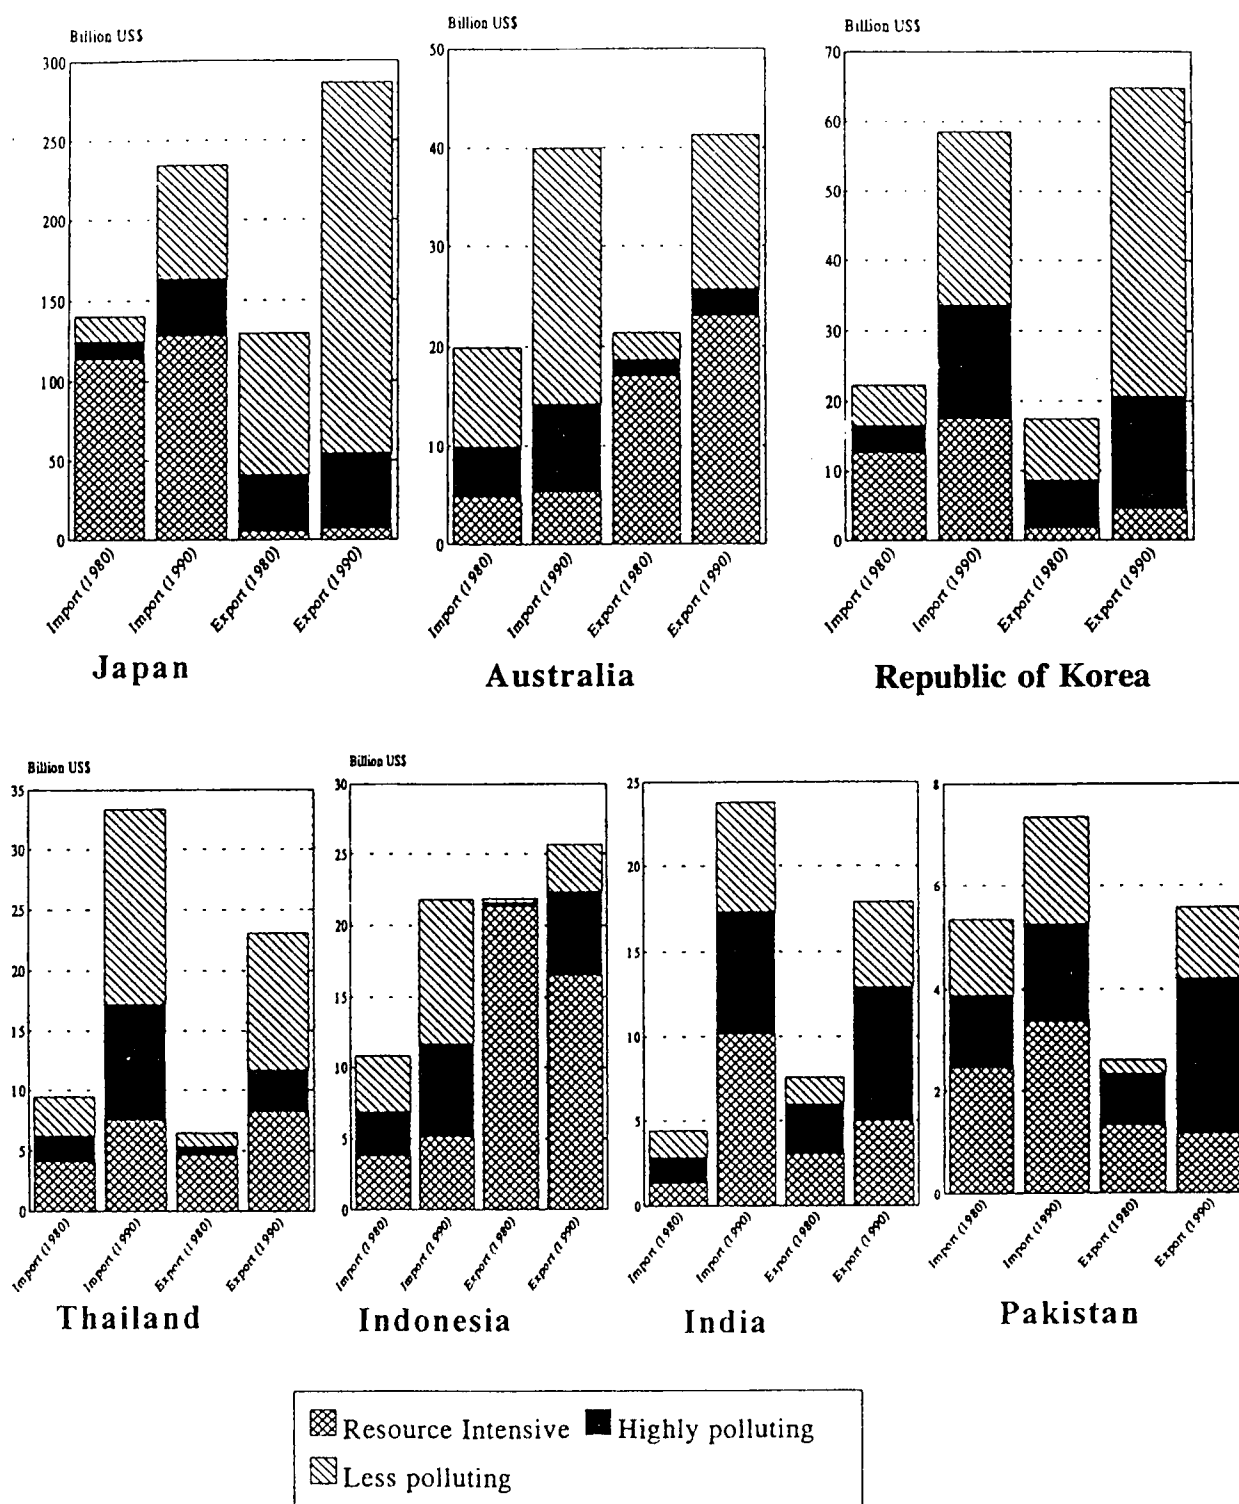 Billion US$
300
250
200
150
100
50
0
Import (1980)
Import (1990)
Export (1980)
Export (1990)
Japan
Billion US$
50
40
30
20
10
0
Import (1980)
Import (1990)
Export (1980)
Export (1990)
Australia
Billion US$
70
60
50
40
30
20
10
0
Import (1980)
Import (1990)
Export (1980)
Export (1990)
Republic of Korea
Billion US$
35
30
25
20
15
10
5
0
Import (1980)
Import (1990)
Export (1980)
Export (1990)
Thailand
Billion US$
30
25
20
15
10
5
0
Import (1980)
Import (1990)
Export (1980)
Export (1990)
Indonesia
25
20
15
10
5
0
Import (1980)
Import (1990)
Export (1980)
Export (1990)
India
8
6
4
2
0
Import (1980)
Import (1990)
Export (1980)
Export (1990)
Pakistan
Resource Intensive Highly polluting
Less polluting